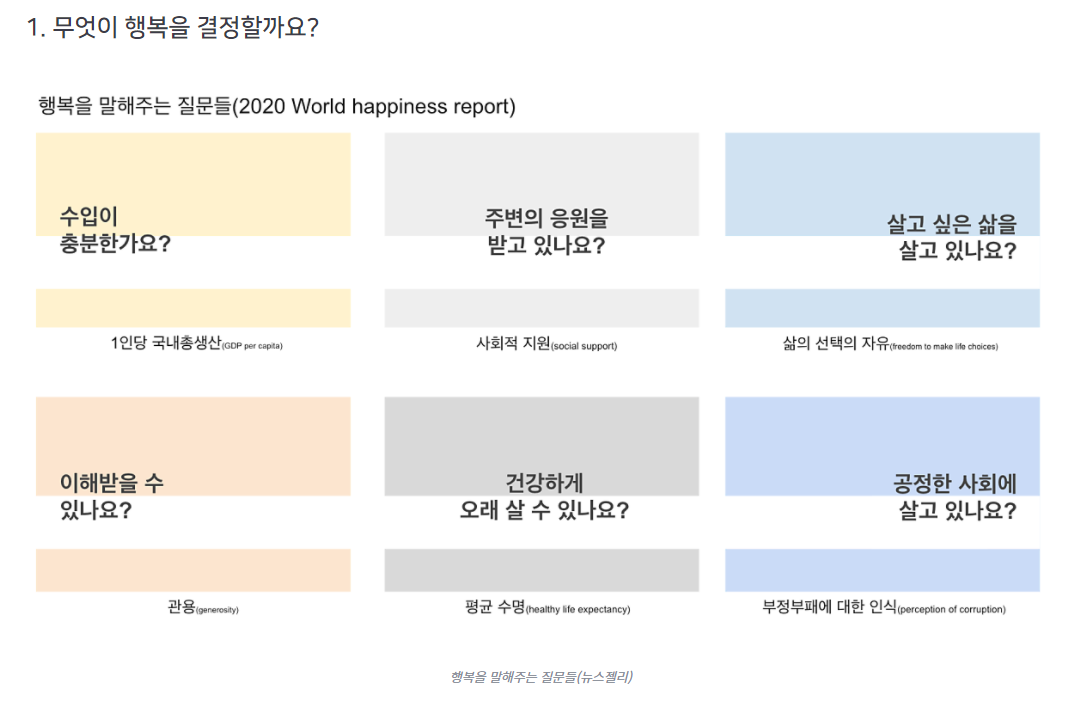 1. 무엇이 행복을 결정할까요?
행복을 말해주는 질문들(2020 World happiness report)
수입이
충분한가요?
주변의 응원을
받고 있나요?
살고 싶은 삶을
살고 있나요?
1인당 국내총생산(GDP per capita)
사회적 지원(social support)
삶의 선택의 자유(freedom to make life choices)
이해받을 수
있나요?
건강하게
오래 살 수 있나요?
공정한 사회에
살고 있나요?
관용(generosity)
평균 수명(healthy life expectancy)
부정부패에 대한 인식(perception of corruption)
행복을 말해주는 질문들(뉴스젤리)